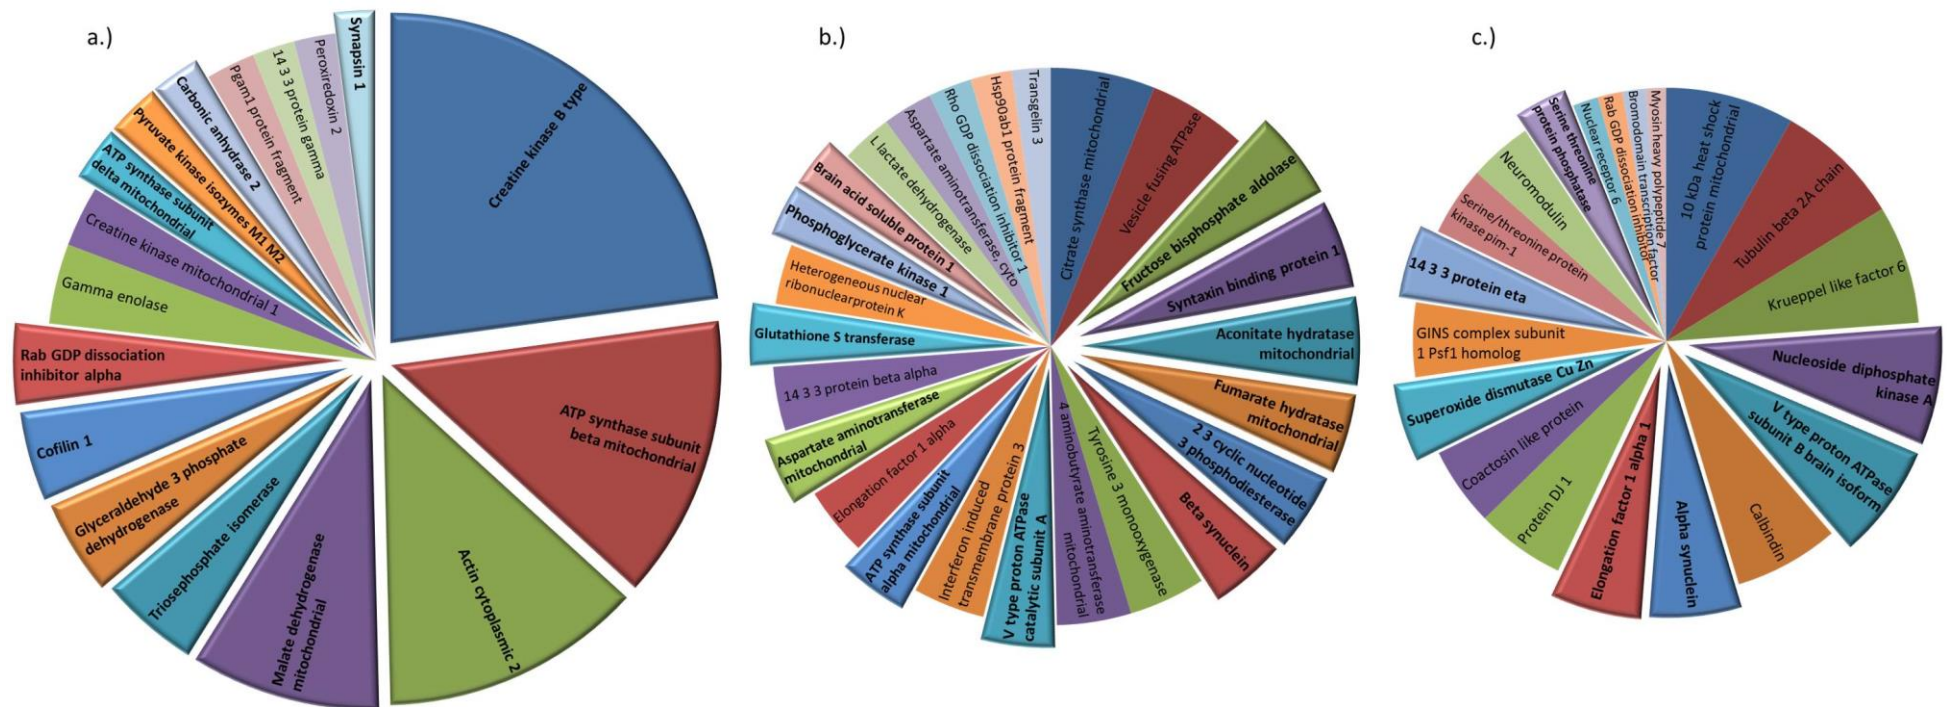 a.)
Creatine kinase B type
ATP synthase subunit
beta mitochondrial
Actin cytoplasmic 2
Malate dehydrogenase
mitochondrial
Triosephosphate isomerase
Glyceraldehyde 3 phosphate
dehydrogenase
Cofilin 1
Rab GDP dissociation
inhibitor alpha
Gamma enolase
Creatine kinase mitochondrial 1
ATP synthase subunit
delta mitochondrial
Pyruvate kinase isozymes M1 M2
Carbonic anhydrase 2
Pgam1 protein fragment
14 3 3 protein gamma
Peroxiredoxin 2
Synapsin 1
b.)
Citrate synthase mitochondrial
Vesicle fusing ATPase
Fructose bisphosphate aldolase
Syntaxin binding protein 1
Aconitate hydratase
mitochondrial
Fumarate hydratase
mitochondrial
2 3 cyclic nucleotide
3 phosphodiesterase
Beta synuclein
Tyrosine 3 monooxygenase
4 aminobutyrate aminotransferase
mitochondrial
V type proton ATPase
catalytic subunit A
Interferon induced
transmembrane protein 3
ATP synthase subunit
alpha mitochondrial
Elongation factor 1 alpha
Aspartate aminotransferase
mitochondrial
14 3 3 protein beta alpha
Glutathione S transferase
Heterogeneous nuclear
ribonuclearprotein K
Phosphoglycerate kinase 1
Brain acid soluble protein 1
L lactate dehydrogenase
Aspartate aminotransferase, cyto
Rho GDP dissociation inhibitor 1
Hsp90ab1 protein fragment
Transgelin 3
c.)
10 kDa heat shock
protein mitochondrial
Tubulin beta 2A chain
Krueppel like factor 6
Nucleoside diphosphate
kinase A
V type proton ATPase
subunit B brain isoform
Calbindin
Alpha synuclein
Elongation factor 1 alpha 1
Protein DJ 1
Coactosin like protein
Superoxide dismutase Cu Zn
GINS complex subunit
1 Psf1 homolog
14 3 3 protein eta
Serine/threonine protein
kinase pim-1
Neuromodulin
Serine threonine
protein phosphatase
Nuclear receptor 6
Rab GDP dissociation inhibitor
Bromodomain transcription factor
Myosin heavy polypeptide 7